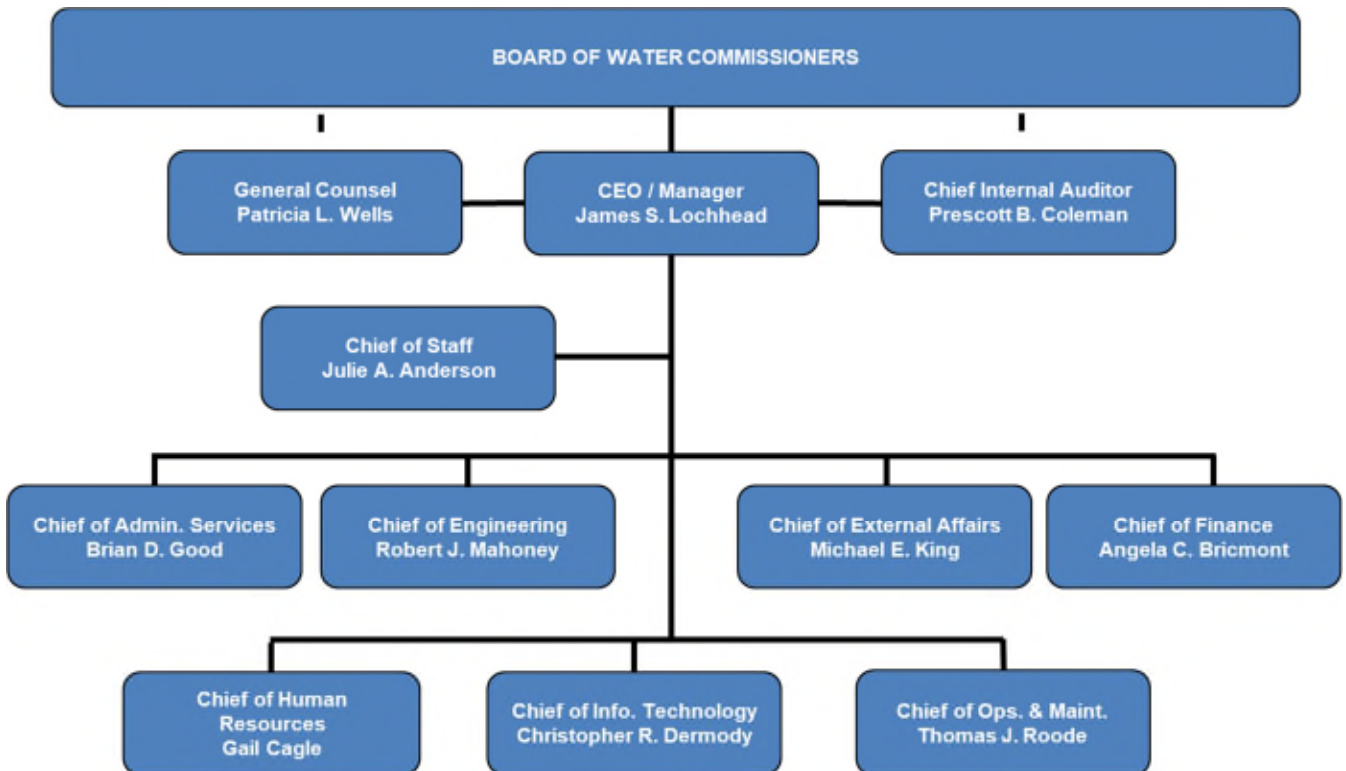 BOARD OF WATER COMMISSIONERS
General Counsel
Patricia L. Wells
CEO / Manager
James S. Lochhead
Chief Internal Auditor
Prescott B. Coleman
Chief of Staff
Julie A. Anderson
Chief of Admin. Services
Brian D. Good
Chief of Engineering
Robert J. Mahoney
Chief of External Affairs
Michael E. King
Chief of Finance
Angela C. Bricmont
Chief of Human
Resources
Gail Cagle
Chief of Info. Technology
Christopher R. Dermody
Chief of Ops. & Maint.
Thomas J. Roode